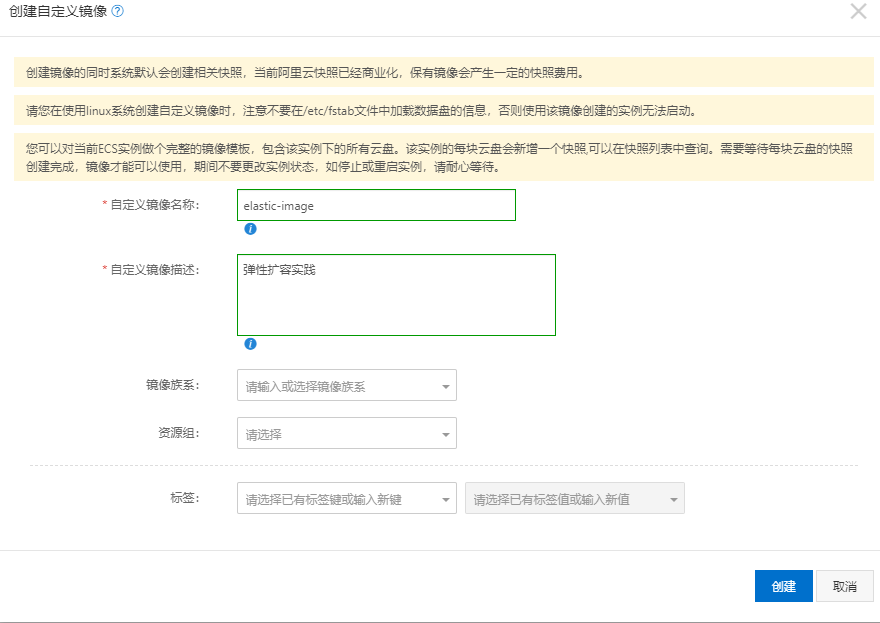 创建自定义镜像
创建镜像的同时系统默认会创建相关快照，当前阿里云快照已经商业化，保有镜像会产生一定的快照费用。
请您在使用linux系统创建自定义镜像时，注意不要在/etc/fstab文件中加载数据盘的信息，否则使用该镜像创建的实例无法启动。
您可以对当前ECS实例做个完整的镜像模板，包含该实例下的所有云盘。该实例的每块云盘会新增一个快照,可以在快照列表中查询。需要等待每块云盘的快照
创建完成，镜像才能可以使用，期间不要更改实例状态，如停止或重启实例，请耐心等待。
*自定义镜像名称： elastic-image
*自定义镜像描述： 弹性扩容实践
镜像族系： 请输入或选择镜像族系
资源组： 请选择
标签： 请选择已有标签键或输入新键 请选择已有标签值或输入新值
创建 取消